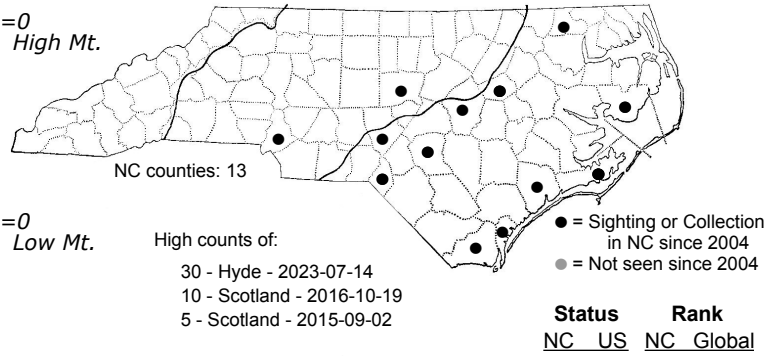 =0
High Mt.
NC counties: 13
=0
Low Mt.
High counts of:
30 - Hyde - 2023-07-14
10 - Scotland - 2016-10-19
5 - Scotland - 2015-09-02
● = Sighting or Collection
in NC since 2004
● = Not seen since 2004
Status Rank
NC US NC Global